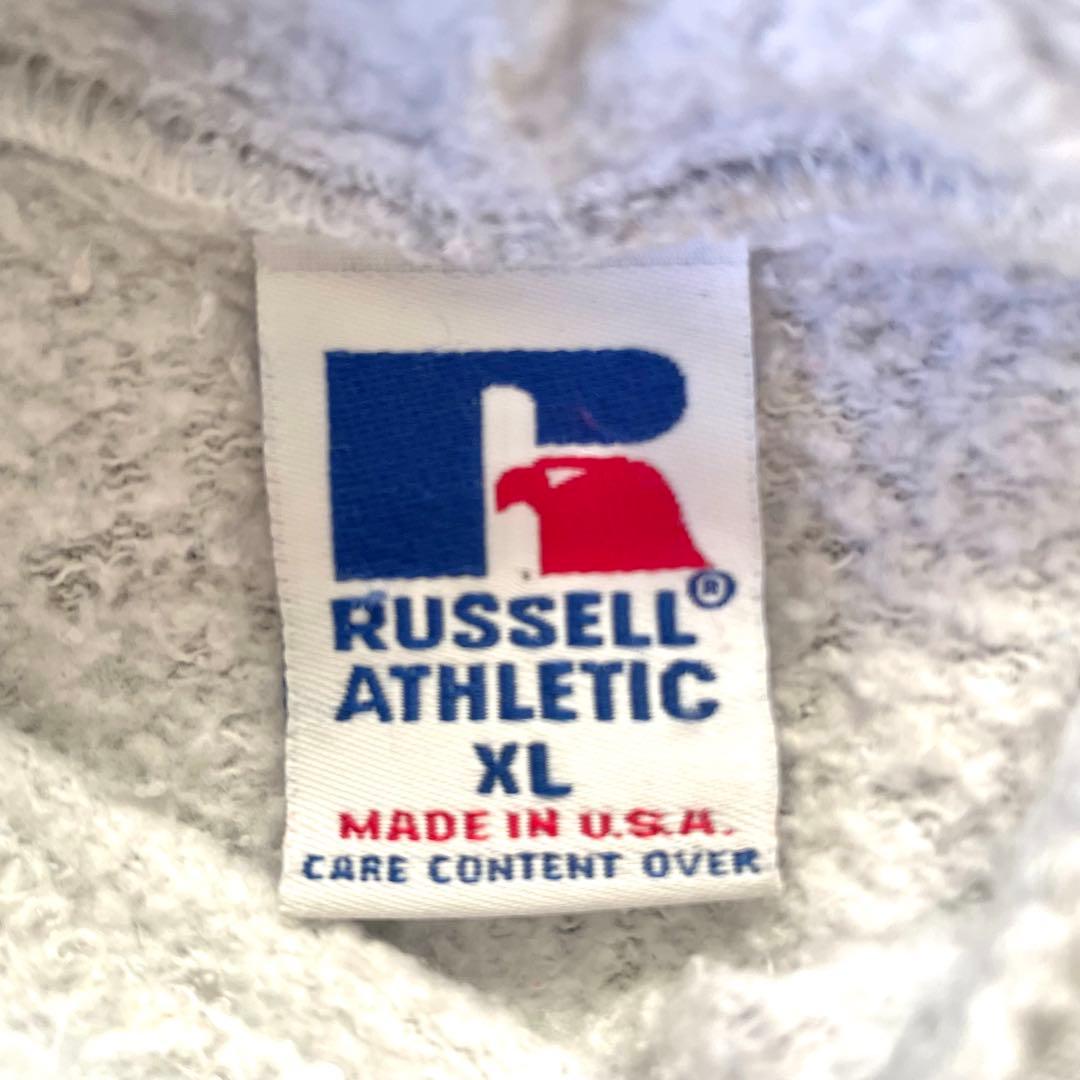 RUSSELL®
ATHLETIC
XL
MADE IN U.S.A.
CARE CONTENT OVER